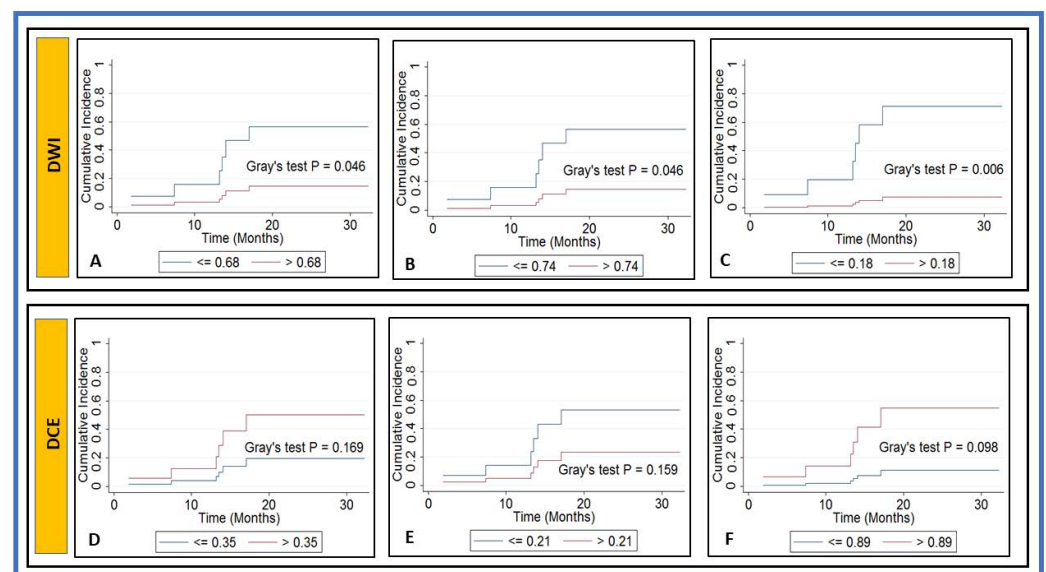 DWI
Cumulative Incidence
1
0.8
0.6
0.4
0.2
0
Gray's test P = 0.046
0 10 20 30
Time (Months)
A
<= 0.68 > 0.68
Cumulative Incidence
1
0.8
0.6
0.4
0.2
0
Gray's test P = 0.046
0 10 20 30
Time (Months)
B
<= 0.74 > 0.74
Cumulative Incidence
1
0.8
0.6
0.4
0.2
0
Gray's test P = 0.006
0 10 20 30
Time (Months)
C
<= 0.18 > 0.18
DCE
Cumulative Incidence
1
0.8
0.6
0.4
0.2
0
Gray's test P = 0.169
0 10 20 30
Time (Months)
D
<= 0.35 > 0.35
Cumulative Incidence
1
0.8
0.6
0.4
0.2
0
Gray's test P = 0.159
0 10 20 30
Time (Months)
E
<= 0.21 > 0.21
Cumulative Incidence
1
0.8
0.6
0.4
0.2
0
Gray's test P = 0.098
0 10 20 30
Time (Months)
F
<= 0.89 > 0.89